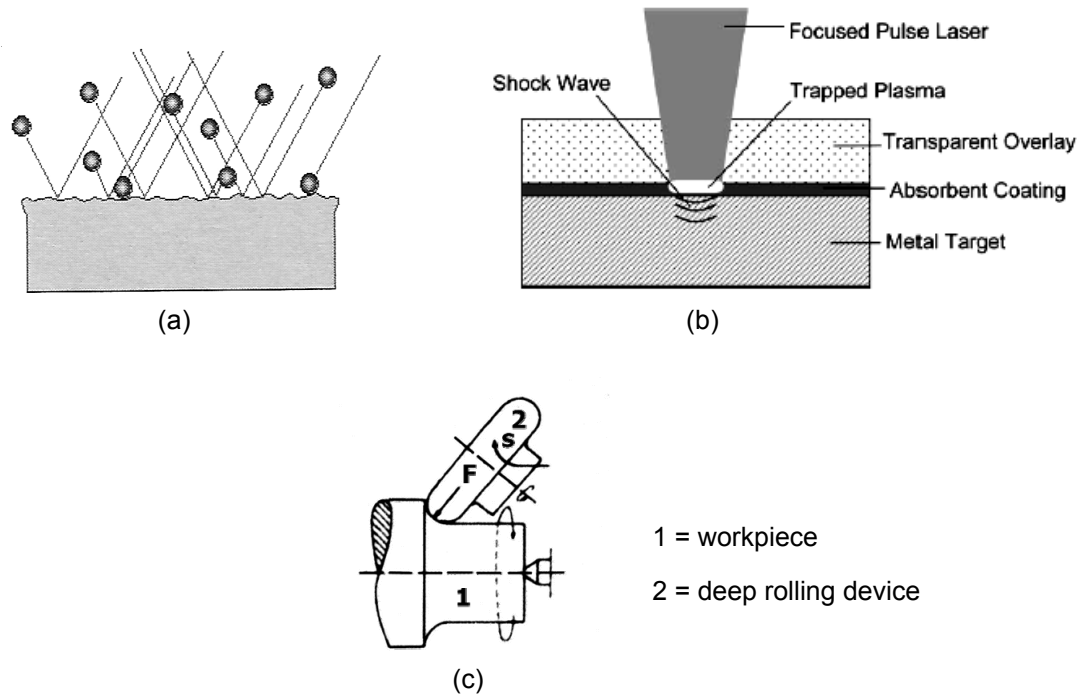 Focused Pulse Laser
Shock Wave
Trapped Plasma
Transparent Overlay
Absorbent Coating
Metal Target
(a)
(b)
2
s
F
α
1
1 = workpiece
2 = deep rolling device
(c)